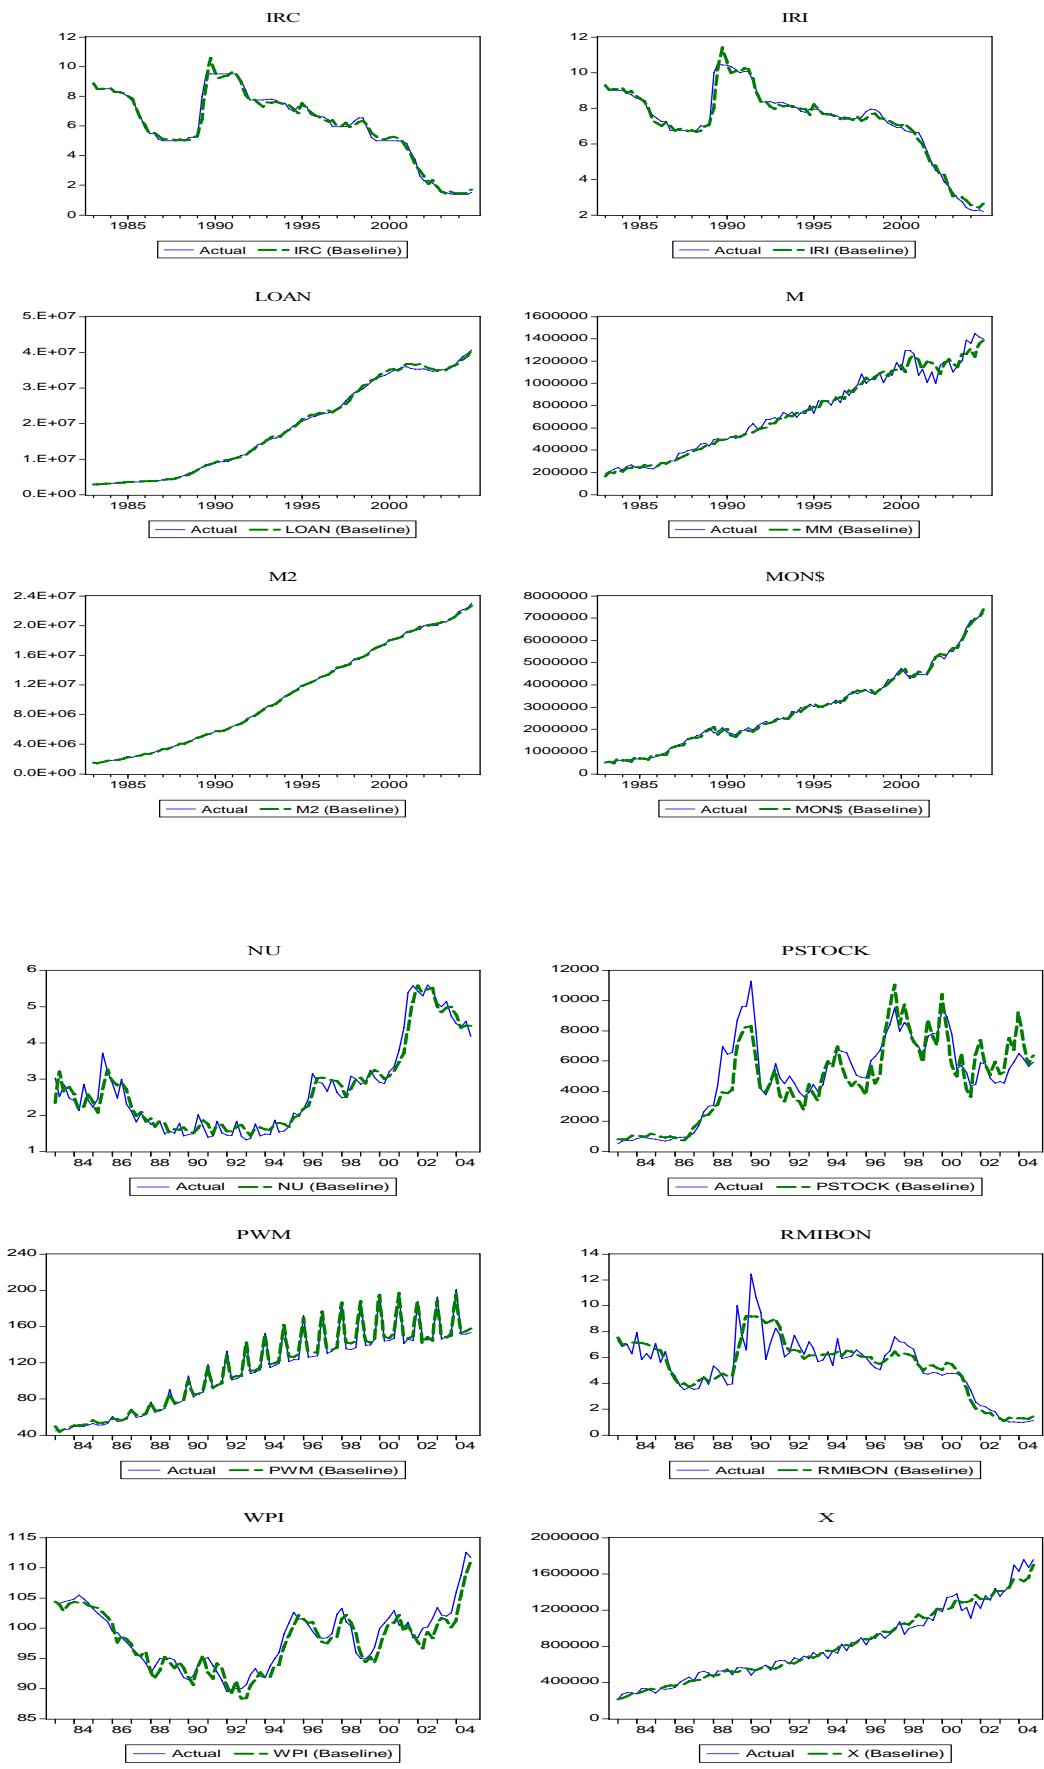 IRC
12
10
8
6
4
2
0
1985 1990 1995 2000
Actual IRC (Baseline)
IRI
12
10
8
6
4
2
1985 1990 1995 2000
Actual IRI (Baseline)
LOAN
5.E+07
4.E+07
3.E+07
2.E+07
1.E+07
0.E+00
1985 1990 1995 2000
Actual LOAN (Baseline)
M
1600000
1400000
1200000
1000000
800000
600000
400000
200000
0
1985 1990 1995 2000
Actual MM (Baseline)
M2
2.4E+07
2.0E+07
1.6E+07
1.2E+07
8.0E+06
4.0E+06
0.0E+00
1985 1990 1995 2000
Actual M2 (Baseline)
MON$
8000000
7000000
6000000
5000000
4000000
3000000
2000000
1000000
0
1985 1990 1995 2000
Actual MON$ (Baseline)
NU
6
5
4
3
2
1
84 86 88 90 92 94 96 98 00 02 04
Actual NU (Baseline)
PSTOCK
12000
10000
8000
6000
4000
2000
0
84 86 88 90 92 94 96 98 00 02 04
Actual PSTOCK (Baseline)
PWM
240
200
160
120
80
40
84 86 88 90 92 94 96 98 00 02 04
Actual PWM (Baseline)
RMIBON
14
12
10
8
6
4
2
0
84 86 88 90 92 94 96 98 00 02 04
Actual RMIBON (Baseline)
WPI
115
110
105
100
95
90
85
84 86 88 90 92 94 96 98 00 02 04
Actual WPI (Baseline)
X
2000000
1600000
1200000
800000
400000
0
84 86 88 90 92 94 96 98 00 02 04
Actual X (Baseline)